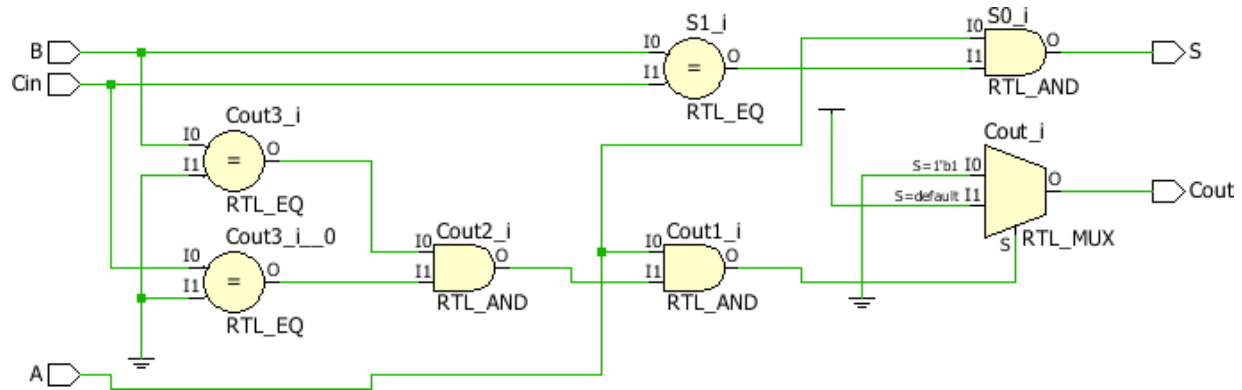 S1_i
S0_i
B
I0
O
I0
O
S
=
I1
I1
Cin
RTL_AND
RTL_EQ
Cout3_i
Cout_i
I0
O
=
I1
S=1'b1
I0
O
Cout
RTL_EQ
S=default
I1
Cout3_i__0
Cout2_i
Cout1_i
S
RTL_MUX
I0
O
=
I1
I0
O
I1
I0
O
I1
RTL_AND
RTL_AND
RTL_EQ
A